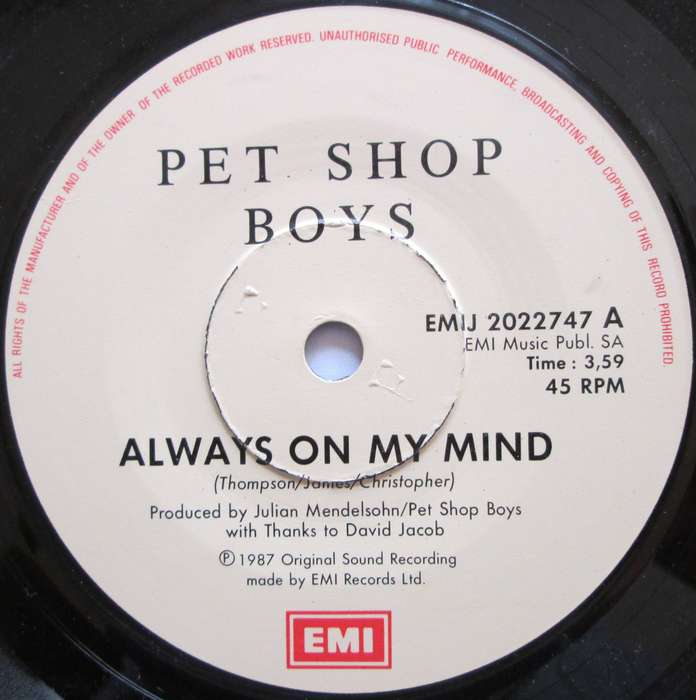 ALL RIGHTS OF THE MANUFACTURER AND OF THE OWNER OF THE RECORDED WORK RESERVED. UNAUTHORISED PUBLIC PERFORMANCE, BROADCASTING AND COPYING OF THIS RECORD PROHIBITED.
PET SHOP
BOYS
EMIJ 2022747 A
EMI Music Publ. SA
Time : 3,59
45 RPM
ALWAYS ON MY MIND
(Thompson/James/Christopher)
Produced by Julian Mendelsohn/Pet Shop Boys
with Thanks to David Jacob
℗ 1987 Original Sound Recording
made by EMI Records Ltd.
EMI